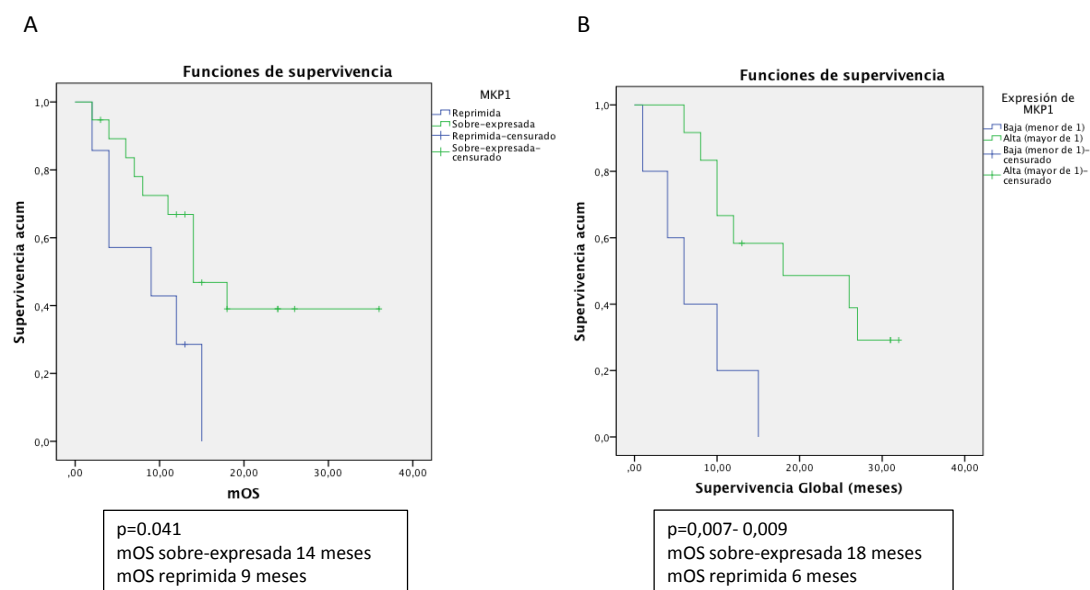 A
Funciones de supervivencia
MKP1
Reprimida
Sobre-expresada
Reprimida-censurado
Sobre-expresada-
censurado
Supervivencia acum
1,0
0,8
0,6
0,4
0,2
0,0
,00
10,00
20,00
30,00
40,00
mOS
p=0.041
mOS sobre-expresada 14 meses
mOS reprimida 9 meses
B
Funciones de supervivencia
Expresión de
MKP1
Baja (menor de 1)
Alta (mayor de 1)
Baja (menor de 1)-
censurado
Alta (mayor de 1)-
censurado
Supervivencia acum
1,0
0,8
0,6
0,4
0,2
0,0
,00
10,00
20,00
30,00
40,00
Supervivencia Global (meses)
p=0,007- 0,009
mOS sobre-expresada 18 meses
mOS reprimida 6 meses